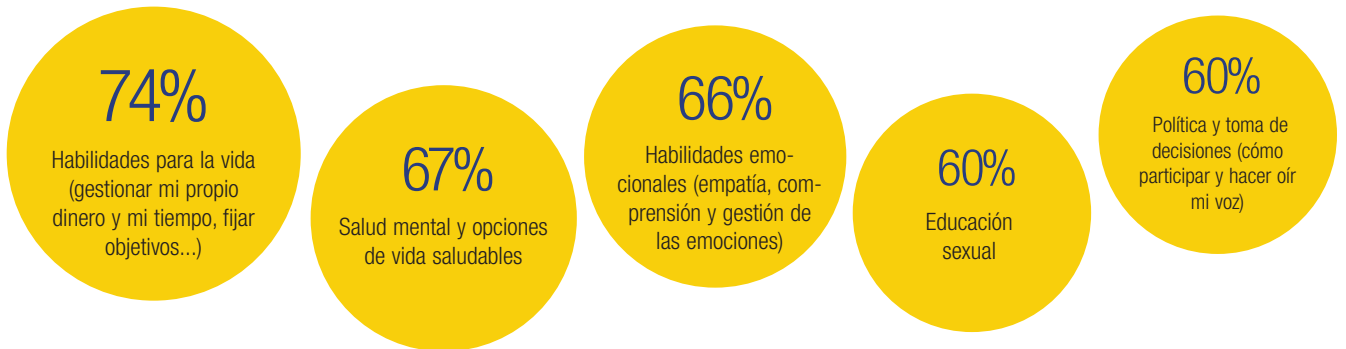 74%
Habilidades para la vida
(gestionar mi propio
dinero y mi tiempo, fijar
objetivos...)
67%
Salud mental y opciones
de vida saludables
66%
Habilidades emo-
cionales (empatía, com-
prensión y gestión de
las emociones)
60%
Educación
sexual
60%
Política y toma de
decisiones (cómo
participar y hacer oír
mi voz)